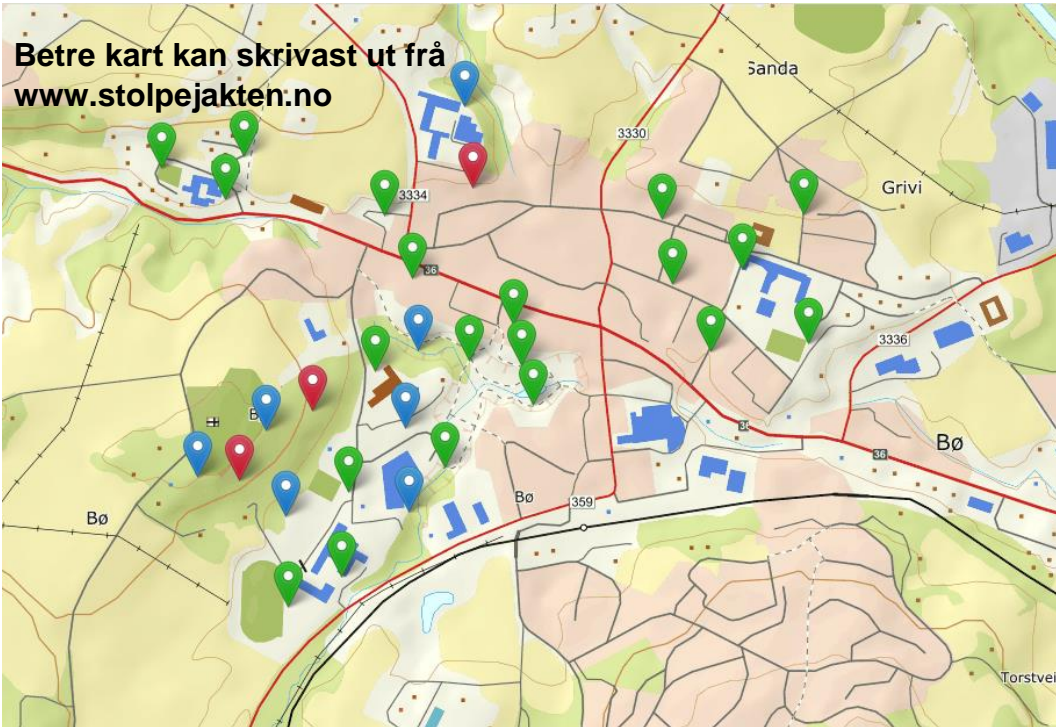 Betre kart kan skrivast ut frå
www.stolpejakten.no
Sanda
3330
Grivi
3334
36
3336
36
Bø
Bø
Bø
359
Torstvei